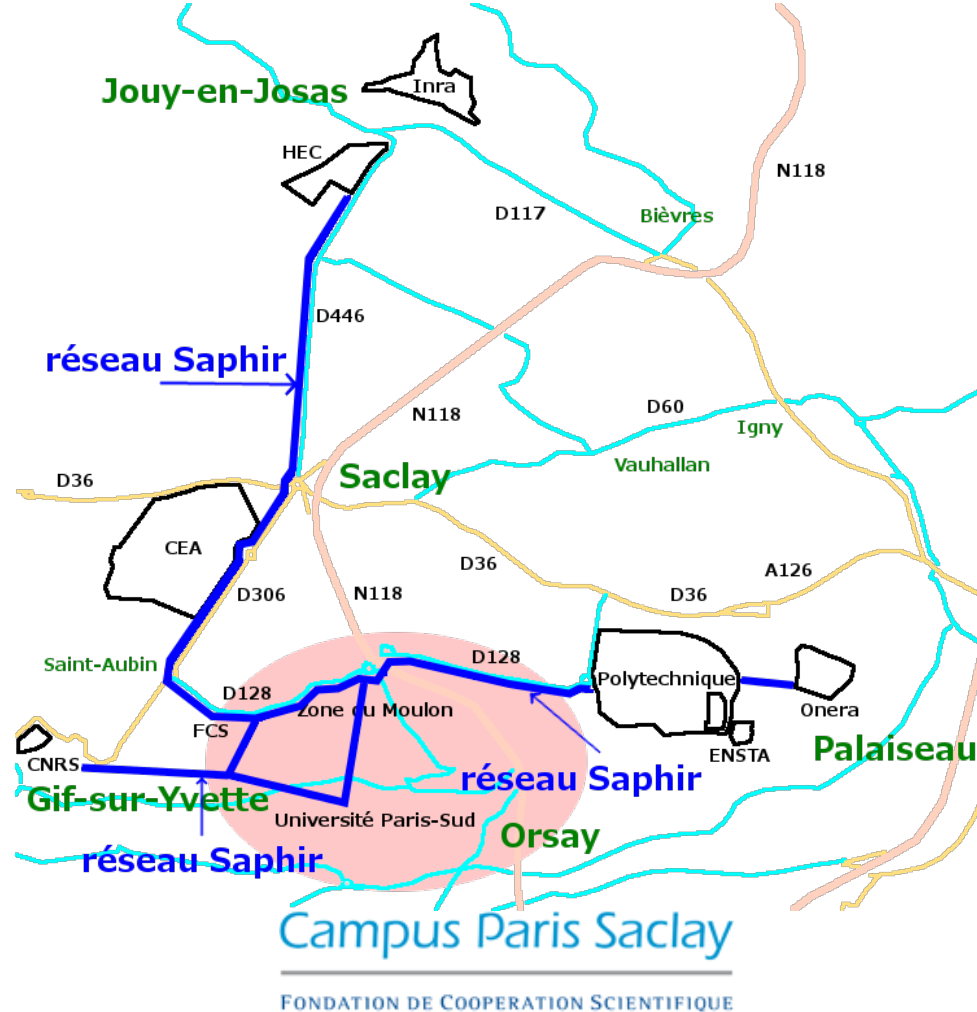 Inra
Jouy-en-Josas
HEC
N118
D117
Bièvres
D446
réseau Saphir
N118
D60
Igny
Vauhallan
D36
Saclay
CEA
D36
A126
D306
N118
D36
Saint-Aubin
D128
D128
Polytechnique
Zone du Moulon
Onera
FCS
ENSTA
Palaiseau
CNRS
réseau Saphir
Gif-sur-Yvette
Université Paris-Sud
Orsay
réseau Saphir
Campus Paris Saclay
FONDATION DE COOPERATION SCIENTIFIQUE